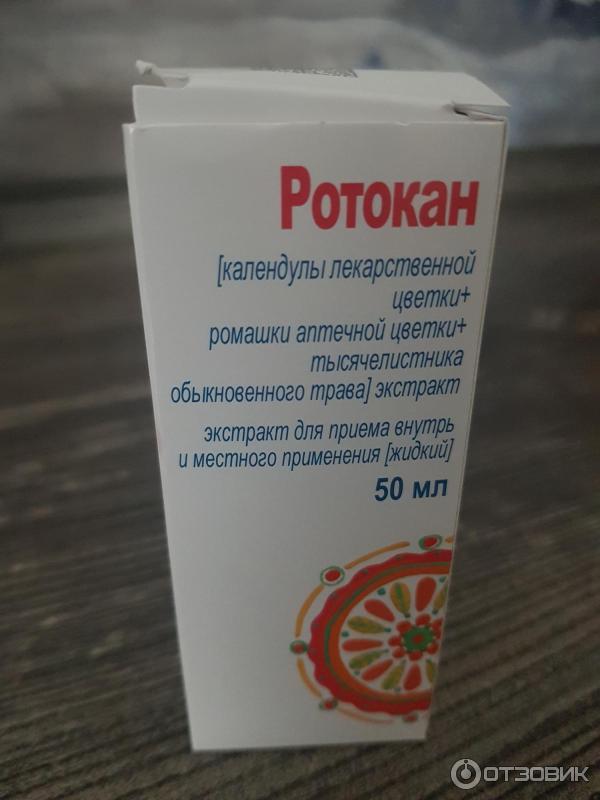 Ротокан
[календулы лекарственной
цветки+
ромашки аптечной цветки+
тысячелистника
обыкновенного трава] экстракт
экстракт для приема внутрь
и местного применения [жидкий]
50 мл
ОТЗОВИК